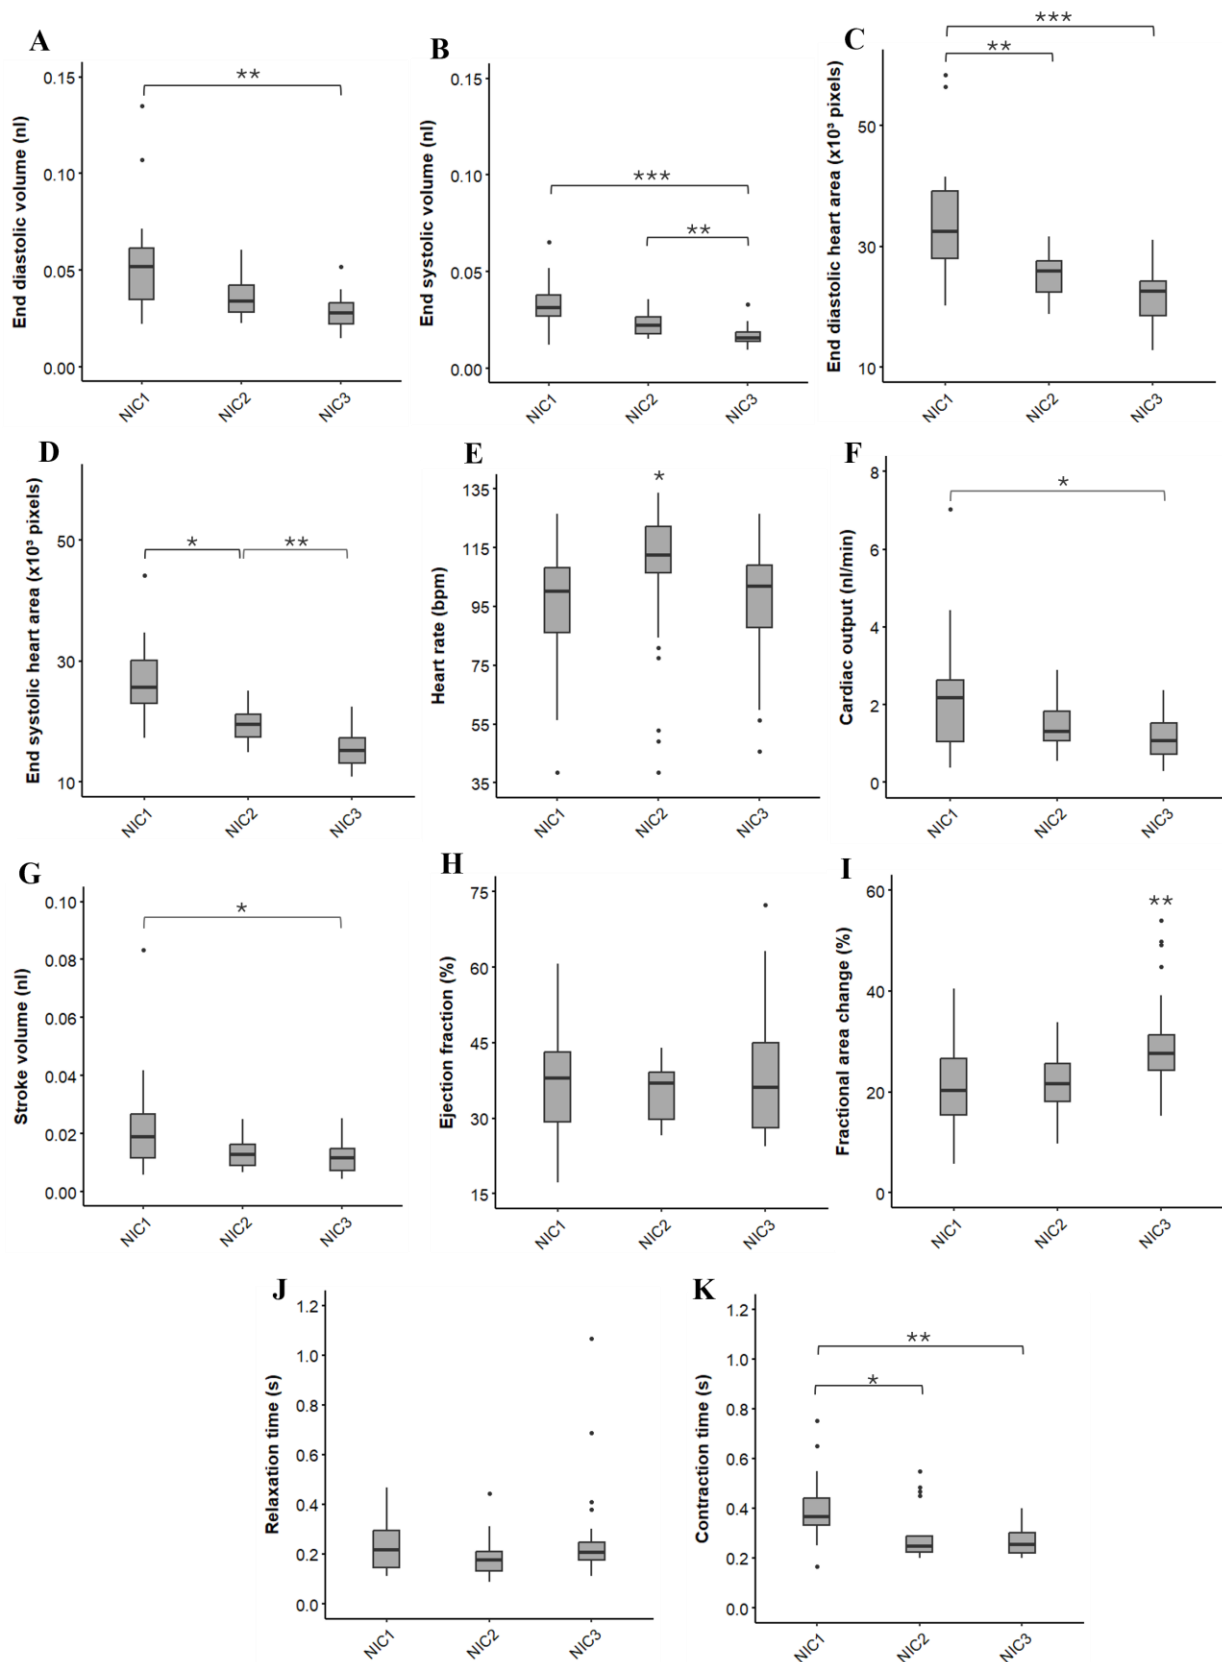 A
End diastolic volume (nl)
0.15
0.10
0.05
0.00
**
NIC1
NIC2
NIC3
B
End systolic volume (nl)
0.15
0.10
0.05
0.00
***
**
NIC1
NIC2
NIC3
C
End diastolic heart area (x10³ pixels)
50
30
10
***
**
NIC1
NIC2
NIC3
D
End systolic heart area (x10³ pixels)
50
30
10
*
**
NIC1
NIC2
NIC3
E
Heart rate (bpm)
135
115
95
75
55
35
*
NIC1
NIC2
NIC3
F
Cardiac output (nl/min)
8
6
4
2
0
*
NIC1
NIC2
NIC3
G
Stroke volume (nl)
0.10
0.08
0.06
0.04
0.02
0.00
*
NIC1
NIC2
NIC3
H
Ejection fraction (%)
75
60
45
30
15
NIC1
NIC2
NIC3
I
Fractional area change (%)
60
40
20
0
**
NIC1
NIC2
NIC3
J
Relaxation time (s)
1.2
1.0
0.8
0.6
0.4
0.2
0.0
NIC1
NIC2
NIC3
K
Contraction time (s)
1.2
1.0
0.8
0.6
0.4
0.2
0.0
**
*
NIC1
NIC2
NIC3